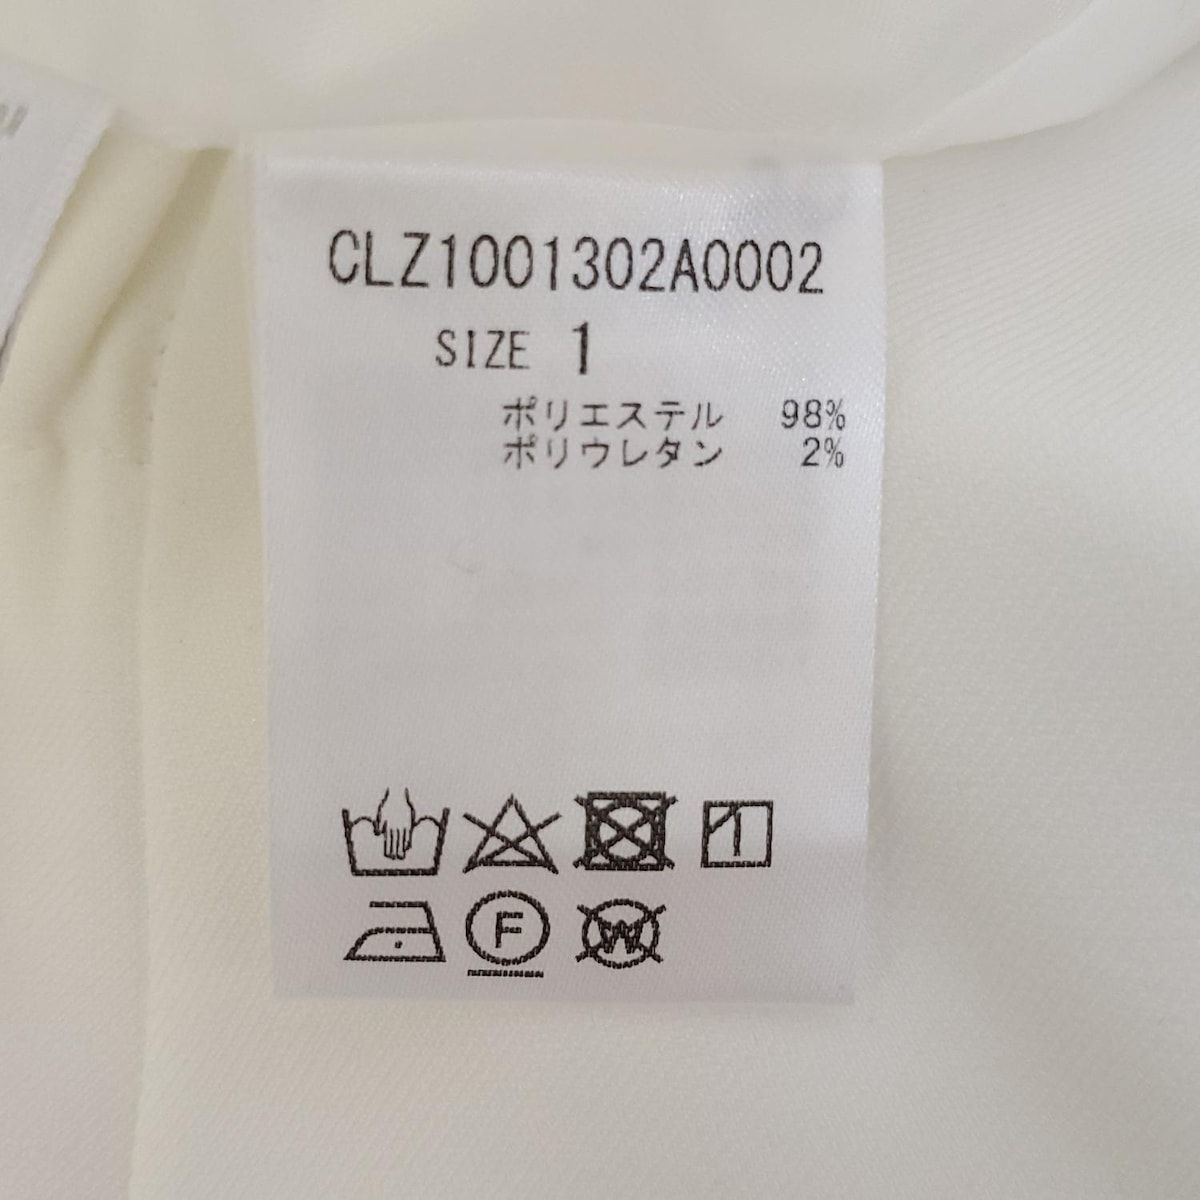 CLZ1001302A0002
SIZE 1
ポリエステル 98%
ポリウレタン 2%
F
W